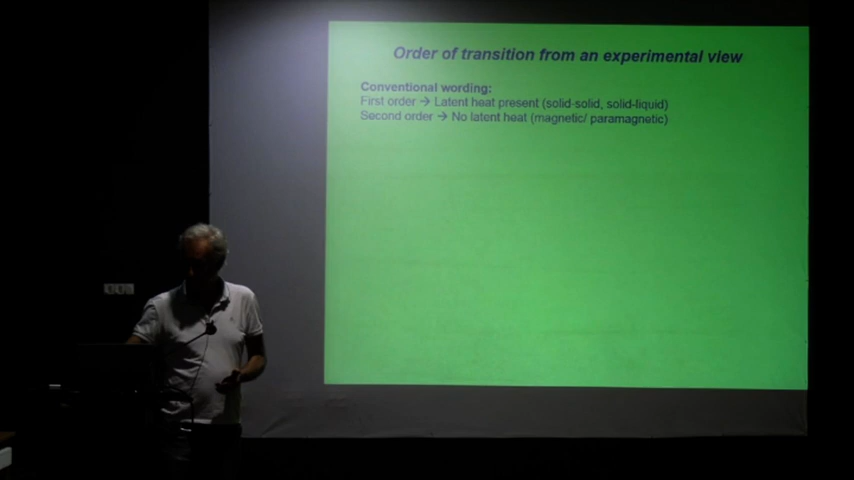 Order of transition from an experimental view
Conventional wording:
First order → Latent heat present (solid-solid, solid-liquid)
Second order → No latent heat (magnetic/ paramagnetic)